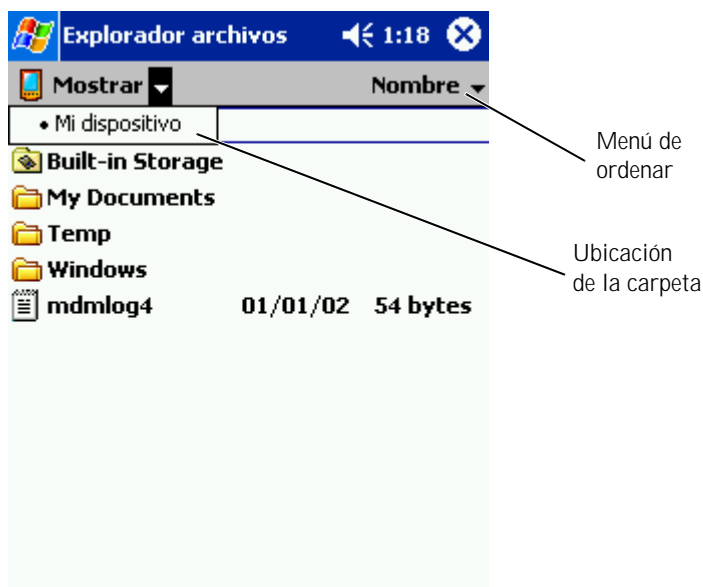 Explorador archivos 1:18
Mostrar Nombre
• Mi dispositivo
Built-in Storage
My Documents
Temp
Windows
mdmlog4 01/01/02 54 bytes
Menú de
ordenar
Ubicación
de la carpeta